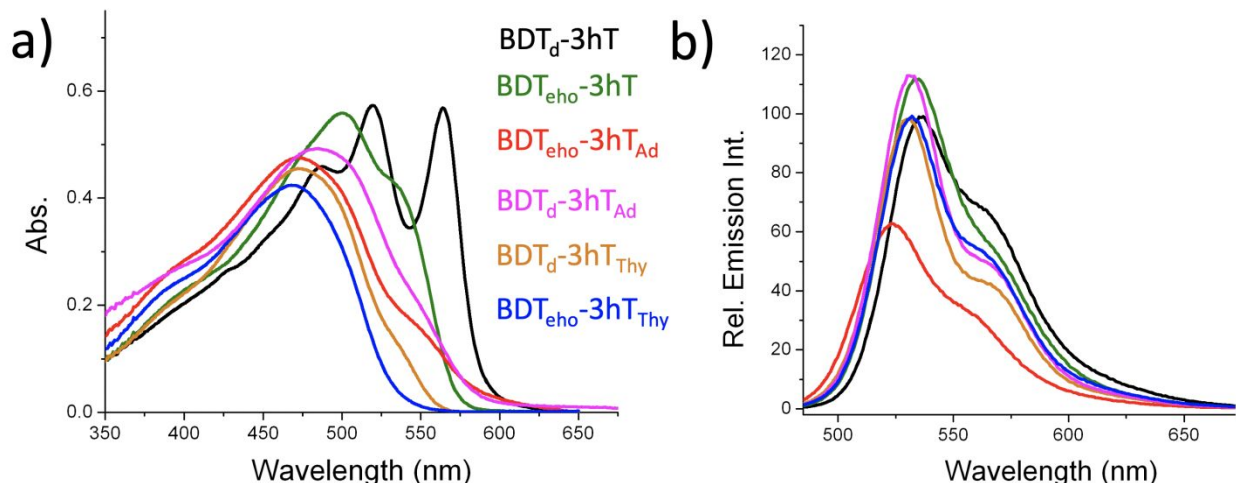 a)
BDTd-3hT
BDTeho-3hT
BDTeho-3hTAd
BDTd-3hTAd
BDTd-3hTThy
BDTeho-3hTThy
Abs.
0.6
0.4
0.2
0.0
350 400 450 500 550 600 650
Wavelength (nm)
b)
Rel. Emission Int.
120
100
80
60
40
20
0
500 550 600 650
Wavelength (nm)